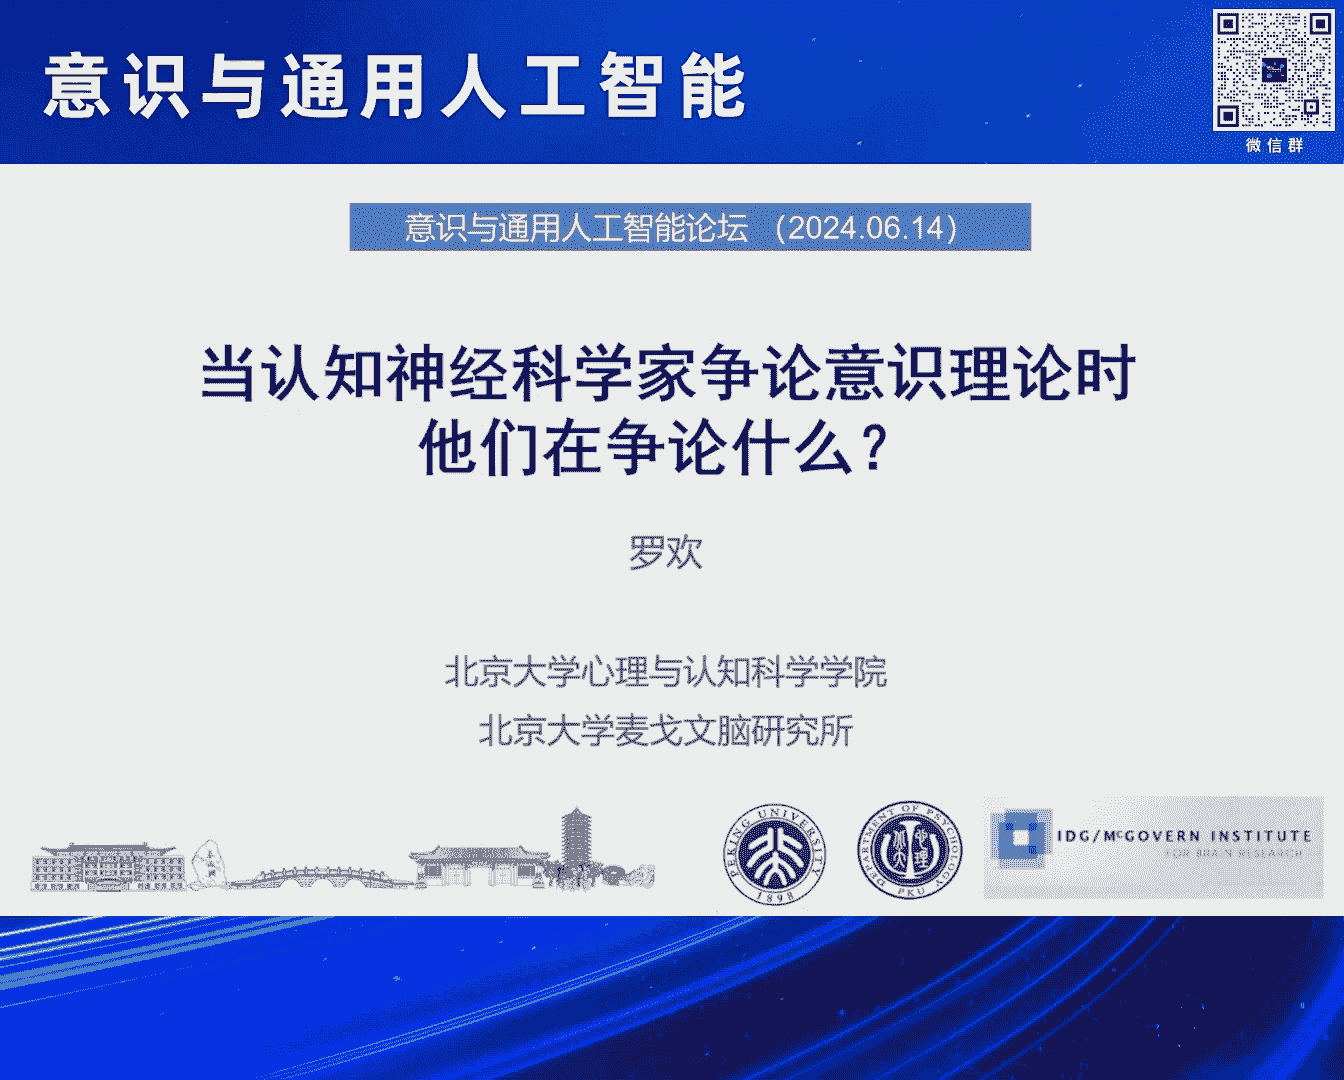 意识与通用人工智能
微信群
意识与通用人工智能论坛 （2024.06.14）
当认知神经科学家争论意识理论时
他们在争论什么？
罗欢
北京大学心理与认知科学学院
北京大学麦戈文脑研究所
PEKING UNIVERSITY
1898
DEPARTMENT OF PSYCHOLOGY
PKU
IDG/McGOVERN INSTITUTE
FOR BRAIN RESEARCH